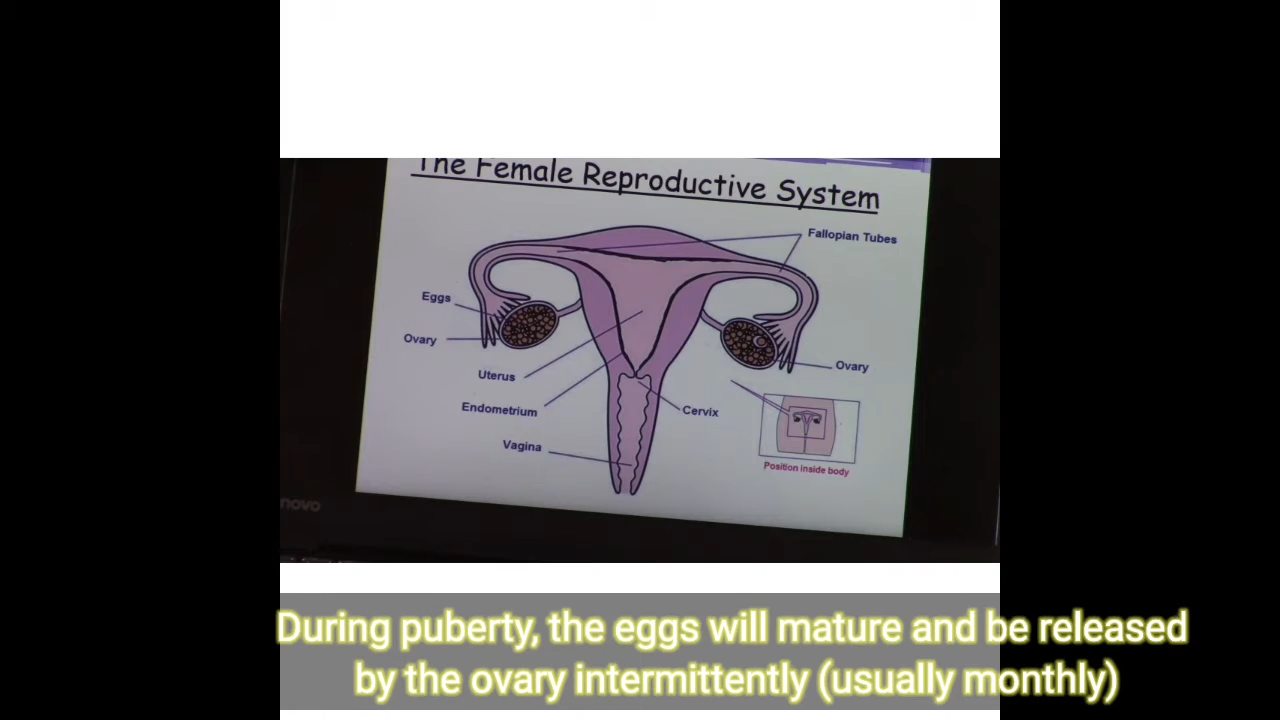 The Female Reproductive System
Fallopian Tubes
Eggs
Ovary
Ovary
Uterus
Endometrium
Cervix
Vagina
Position inside body
novo
During puberty, the eggs will mature and be released
by the ovary intermittently (usually monthly)